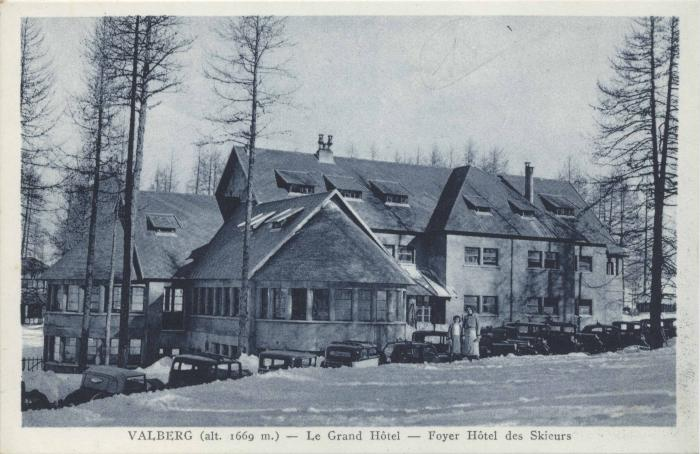 VALBERG (alt. 1669 m.) — Le Grand Hôtel — Foyer Hôtel des Skieurs